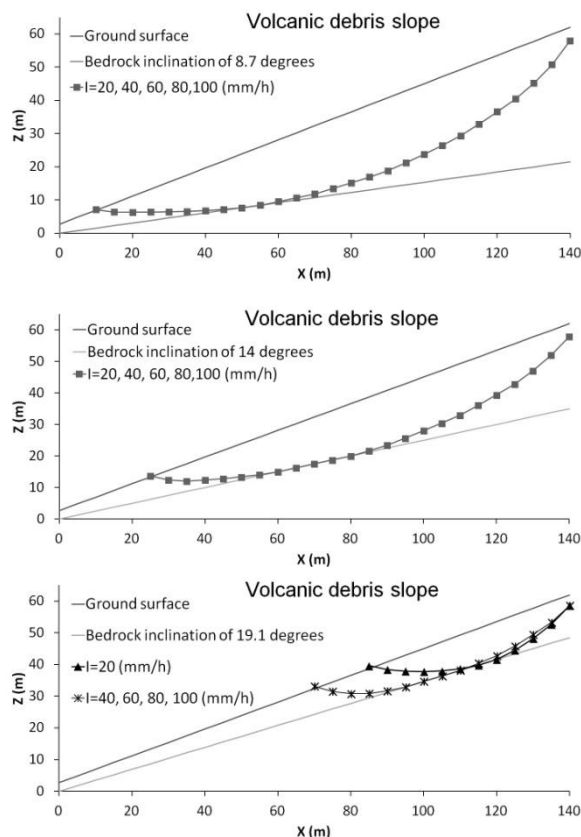 Volcanic debris slope
Ground surface
Bedrock inclination of 8.7 degrees
I=20, 40, 60, 80,100 (mm/h)
Z (m)
60
50
40
30
20
10
0
0 20 40 60 80 100 120 140
X (m)
Volcanic debris slope
Ground surface
Bedrock inclination of 14 degrees
I=20, 40, 60, 80,100 (mm/h)
Z (m)
60
50
40
30
20
10
0
0 20 40 60 80 100 120 140
X (m)
Volcanic debris slope
Ground surface
Bedrock inclination of 19.1 degrees
I=20 (mm/h)
I=40, 60, 80, 100 (mm/h)
Z (m)
60
50
40
30
20
10
0
0 20 40 60 80 100 120 140
X (m)